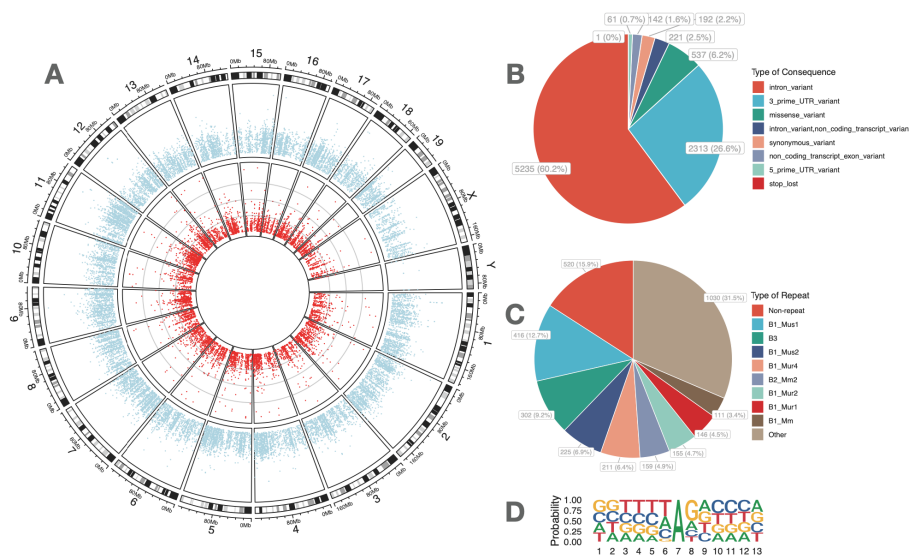 A
1
2
3
4
5
6
7
8
9
10
11
12
13
14
15
16
17
18
19
X
Y
0Mb
80Mb
160Mb
B
1 (0%)
61 (0.7%)
142 (1.6%)
192 (2.2%)
221 (2.5%)
537 (6.2%)
2313 (26.6%)
5235 (60.2%)
Type of Consequence
intron_variant
3_prime_UTR_variant
missense_variant
intron_variant,non_coding_transcript_varian
synonymous_variant
non_coding_transcript_exon_variant
5_prime_UTR_variant
stop_lost
C
520 (15.9%)
1030 (31.5%)
416 (12.7%)
302 (9.2%)
225 (6.9%)
211 (6.4%)
159 (4.9%)
155 (4.7%)
146 (4.5%)
111 (3.4%)
Type of Repeat
Non-repeat
B1_Mus1
B3
B1_Mus2
B1_Mur4
B2_Mm2
B1_Mur2
B1_Mur1
B1_Mm
Other
D
Probability
1.00
0.75
0.50
0.25
0.00
1 2 3 4 5 6 7 8 9 10 11 12 13